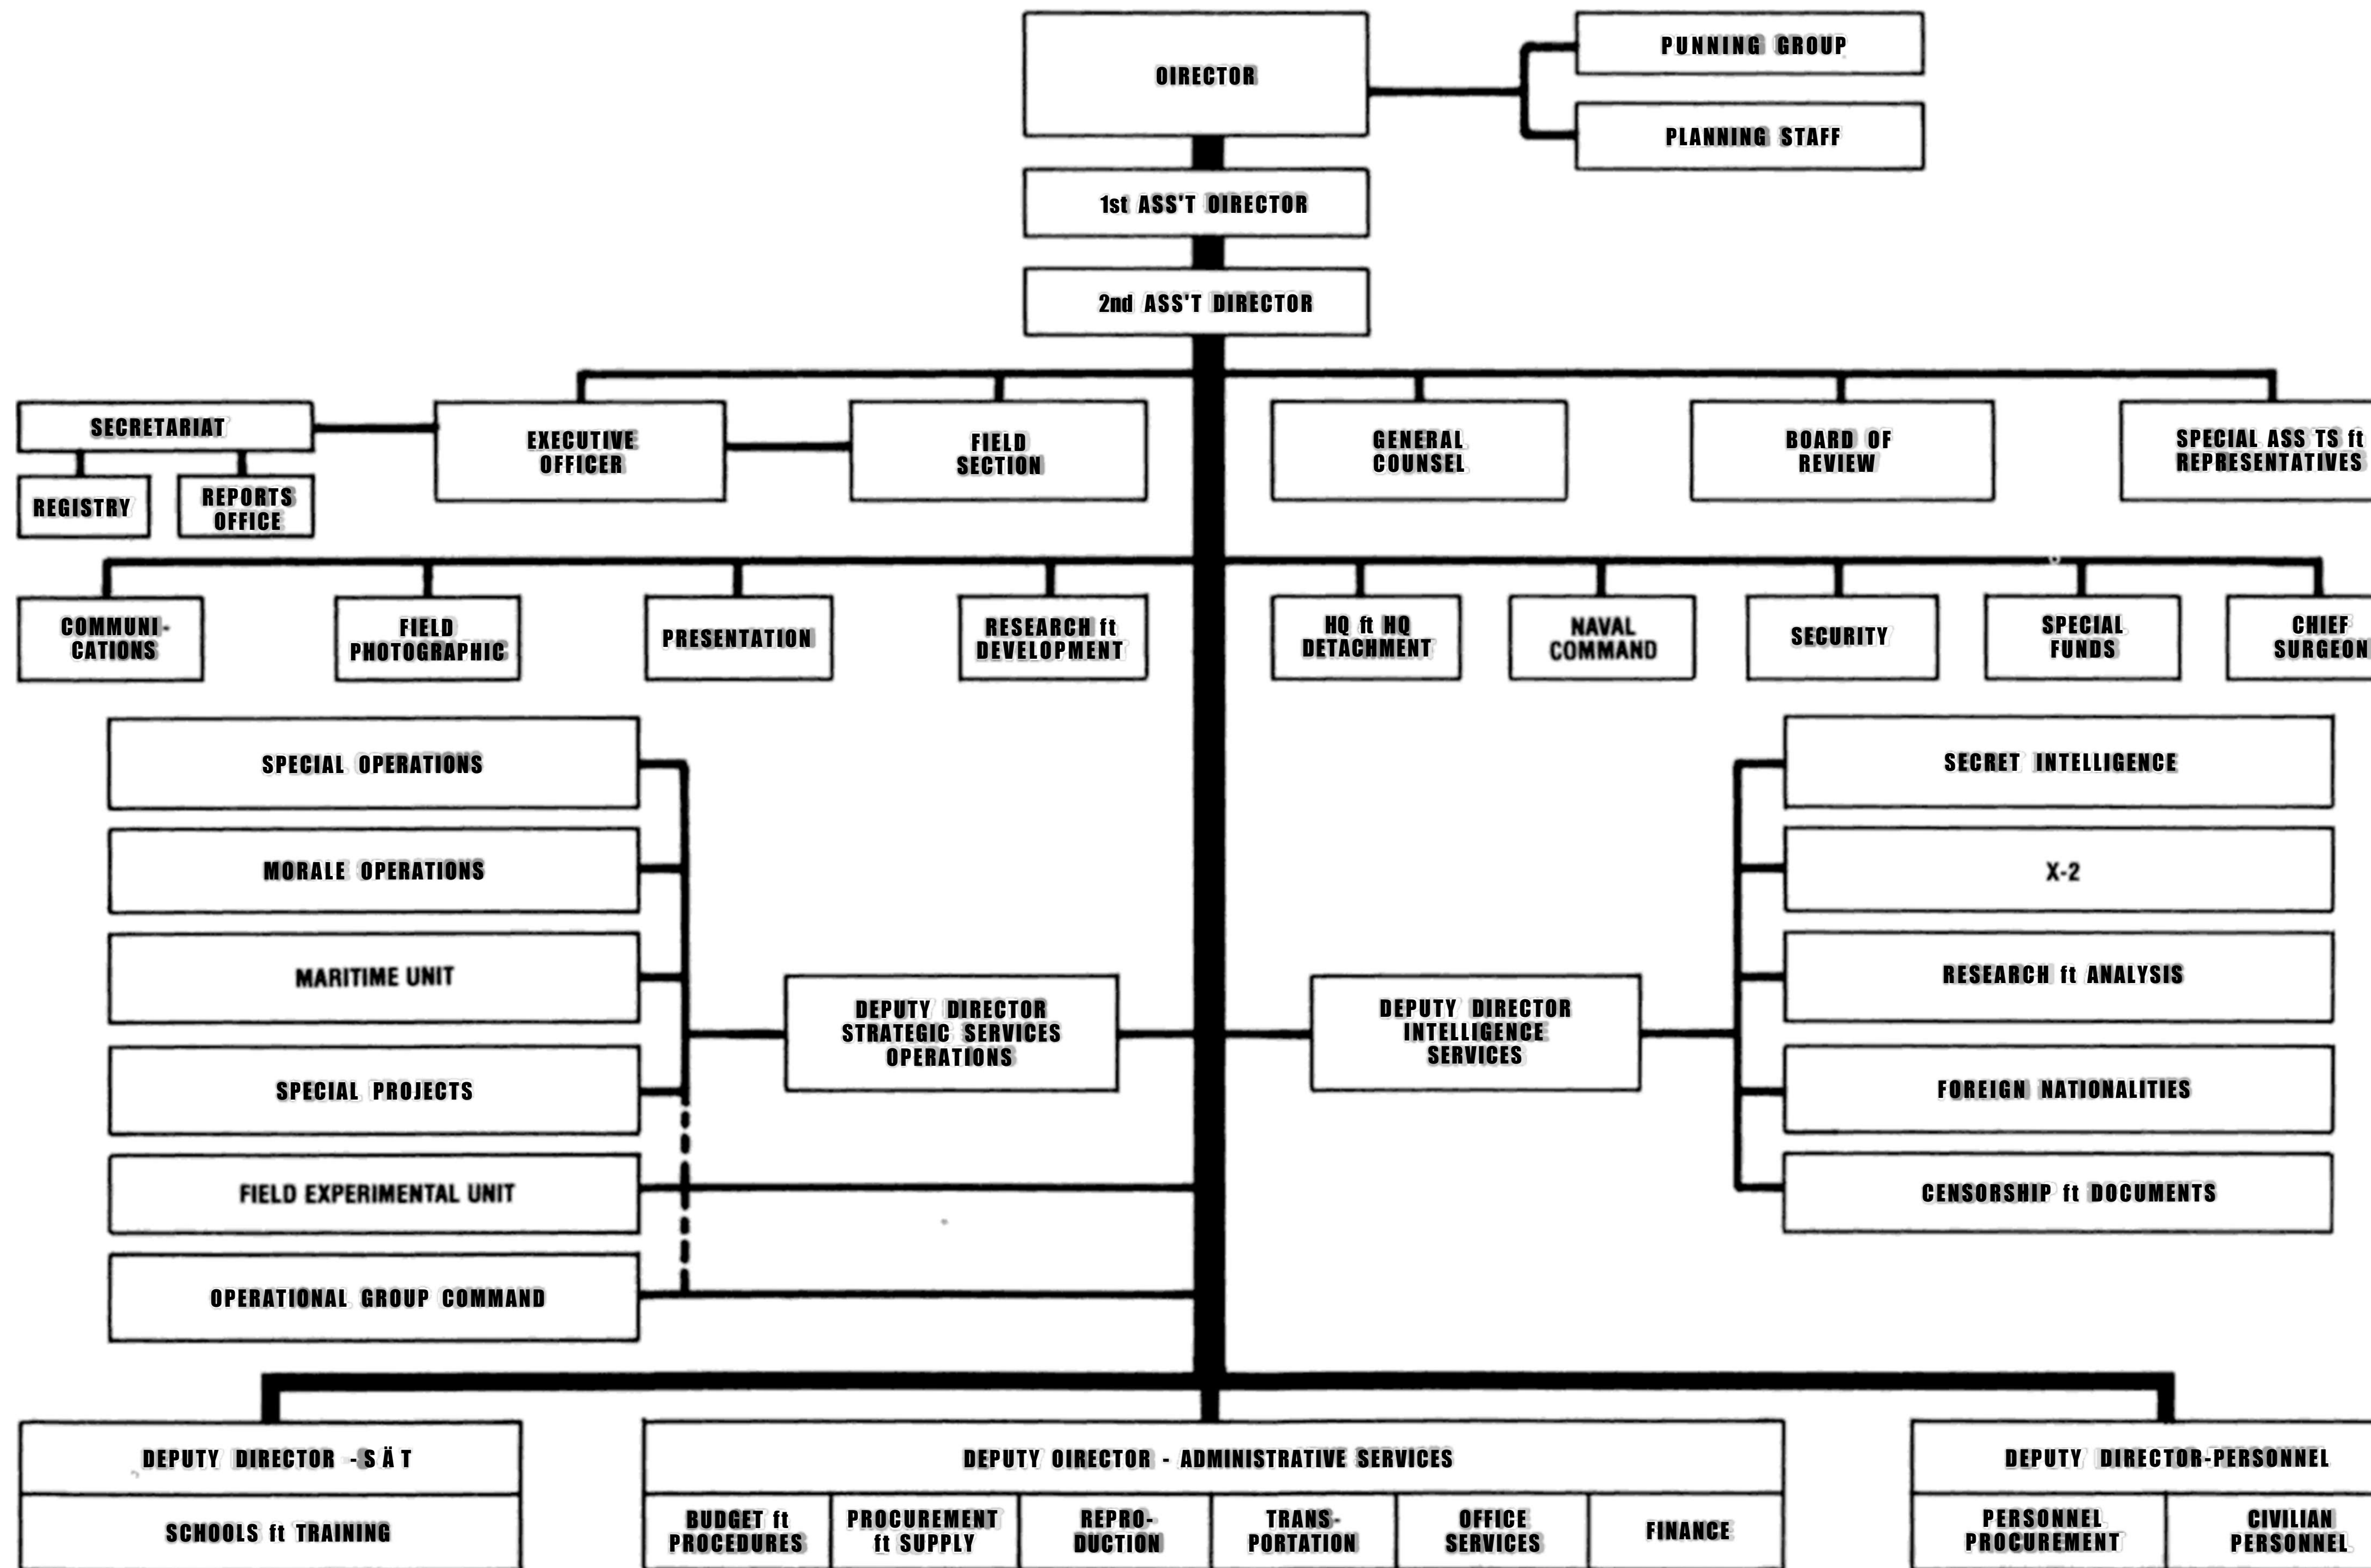 OIRECTOR
PUNNING GROUP
PLANNING STAFF
1st ASS'T OIRECTOR
2nd ASS'T DIRECTOR
SECRETARIAT
REGISTRY
REPORTS
OFFICE
EXECUTIVE
OFFICER
FIELD
SECTION
GENERAL
COUNSEL
BOARD OF
REVIEW
SPECIAL ASS TS ft
REPRESENTATIVES
COMMUNI-
CATIONS
FIELD
PHOTOGRAPHIC
PRESENTATION
RESEARCH ft
DEVELOPMENT
HQ ft HQ
DETACHMENT
NAVAL
COMMAND
SECURITY
SPECIAL
FUNDS
CHIEF
SURGEON
SPECIAL OPERATIONS
MORALE OPERATIONS
MARITIME UNIT
SPECIAL PROJECTS
FIELD EXPERIMENTAL UNIT
OPERATIONAL GROUP COMMAND
DEPUTY DIRECTOR
STRATEGIC SERVICES
OPERATIONS
DEPUTY DIRECTOR
INTELLIGENCE
SERVICES
SECRET INTELLIGENCE
X-2
RESEARCH ft ANALYSIS
FOREIGN NATIONALITIES
CENSORSHIP ft DOCUMENTS
DEPUTY DIRECTOR -S Ä T
SCHOOLS ft TRAINING
DEPUTY OIRECTOR - ADMINISTRATIVE SERVICES
BUDGET ft
PROCEDURES
PROCUREMENT
ft SUPPLY
REPRO-
DUCTION
TRANS-
PORTATION
OFFICE
SERVICES
FINANCE
DEPUTY DIRECTOR-PERSONNEL
PERSONNEL
PROCUREMENT
CIVILIAN
PERSONNEL